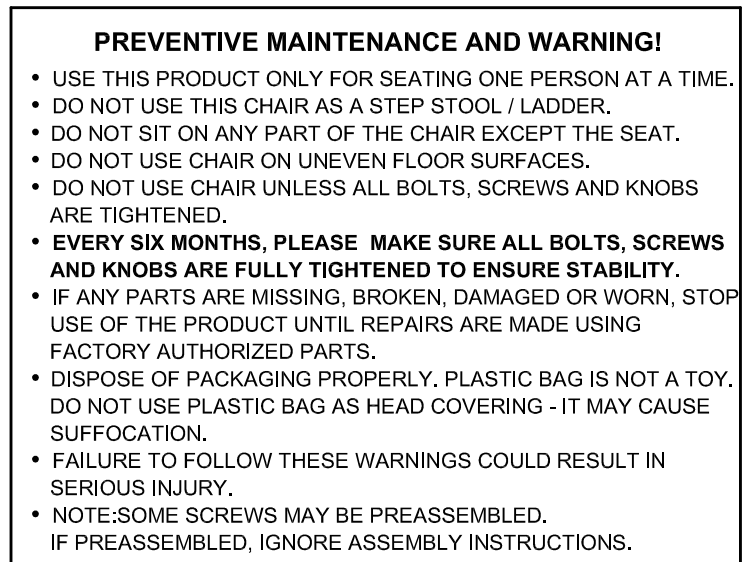 PREVENTIVE MAINTENANCE AND WARNING!
• USE THIS PRODUCT ONLY FOR SEATING ONE PERSON AT A TIME.
• DO NOT USE THIS CHAIR AS A STEP STOOL / LADDER.
• DO NOT SIT ON ANY PART OF THE CHAIR EXCEPT THE SEAT.
• DO NOT USE CHAIR ON UNEVEN FLOOR SURFACES.
• DO NOT USE CHAIR UNLESS ALL BOLTS, SCREWS AND KNOBS
ARE TIGHTENED.
• EVERY SIX MONTHS, PLEASE MAKE SURE ALL BOLTS, SCREWS
AND KNOBS ARE FULLY TIGHTENED TO ENSURE STABILITY.
• IF ANY PARTS ARE MISSING, BROKEN, DAMAGED OR WORN, STOP
USE OF THE PRODUCT UNTIL REPAIRS ARE MADE USING
FACTORY AUTHORIZED PARTS.
• DISPOSE OF PACKAGING PROPERLY. PLASTIC BAG IS NOT A TOY.
DO NOT USE PLASTIC BAG AS HEAD COVERING - IT MAY CAUSE
SUFFOCATION.
• FAILURE TO FOLLOW THESE WARNINGS COULD RESULT IN
SERIOUS INJURY.
• NOTE:SOME SCREWS MAY BE PREASSEMBLED.
IF PREASSEMBLED, IGNORE ASSEMBLY INSTRUCTIONS.